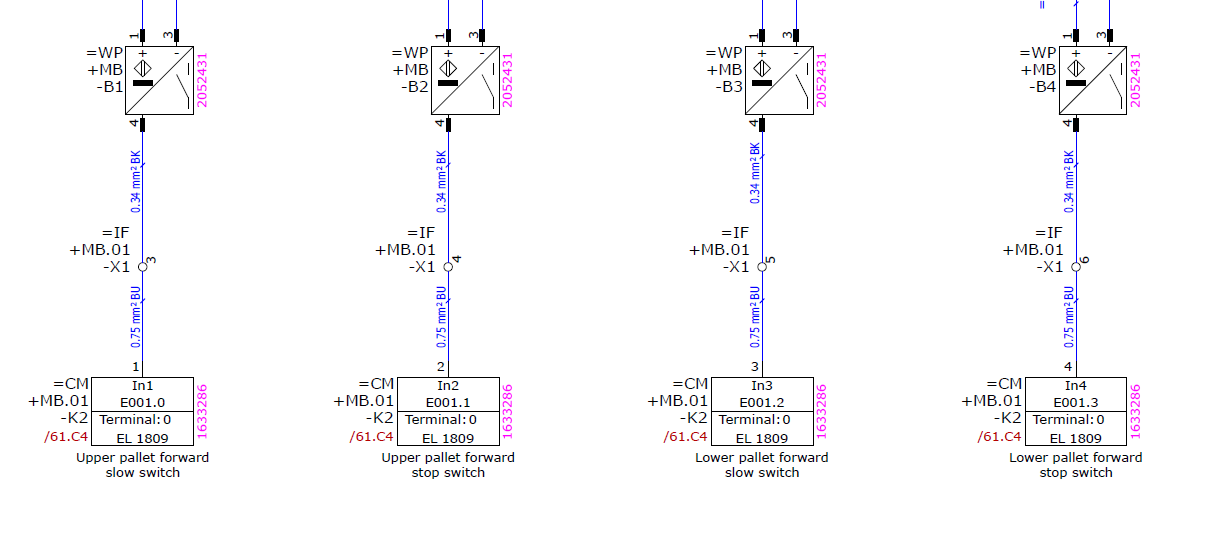 =
1 3
=WP + -
+MB
-B1
2052431
4
0.34 mm² BK
=IF
+MB.01
-X1 3
0.75 mm² BU
1
=CM In1
+MB.01 E001.0
-K2 Terminal:0
/61.C4 EL 1809
1633286
Upper pallet forward
slow switch
1 3
=WP + -
+MB
-B2
2052431
4
0.34 mm² BK
=IF
+MB.01
-X1 4
0.75 mm² BU
2
=CM In2
+MB.01 E001.1
-K2 Terminal:0
/61.C4 EL 1809
1633286
Upper pallet forward
stop switch
1 3
=WP + -
+MB
-B3
2052431
4
0.34 mm² BK
=IF
+MB.01
-X1 5
0.75 mm² BU
3
=CM In3
+MB.01 E001.2
-K2 Terminal:0
/61.C4 EL 1809
1633286
Lower pallet forward
slow switch
1 3
=WP + -
+MB
-B4
2052431
4
0.34 mm² BK
=IF
+MB.01
-X1 6
0.75 mm² BU
4
=CM In4
+MB.01 E001.3
-K2 Terminal:0
/61.C4 EL 1809
1633286
Lower pallet forward
stop switch